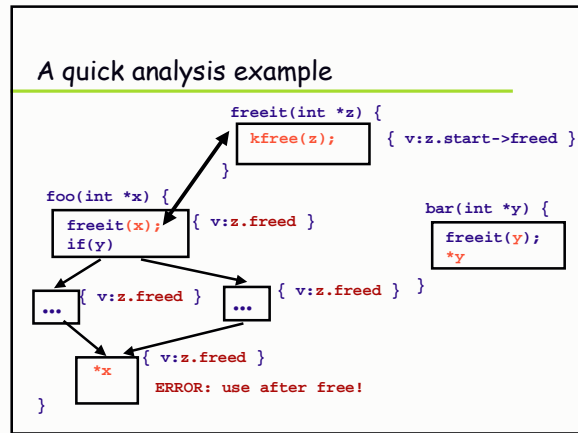 A quick analysis example
freeit(int *z) {
kfree(z);
{ v:z.start->freed }
}
foo(int *x) {
freeit(x);
if(y)
{ v:z.freed }
bar(int *y) {
freeit(y);
*y
}
...
{ v:z.freed }
...
{ v:z.freed }
*x
{ v:z.freed }
ERROR: use after free!
}